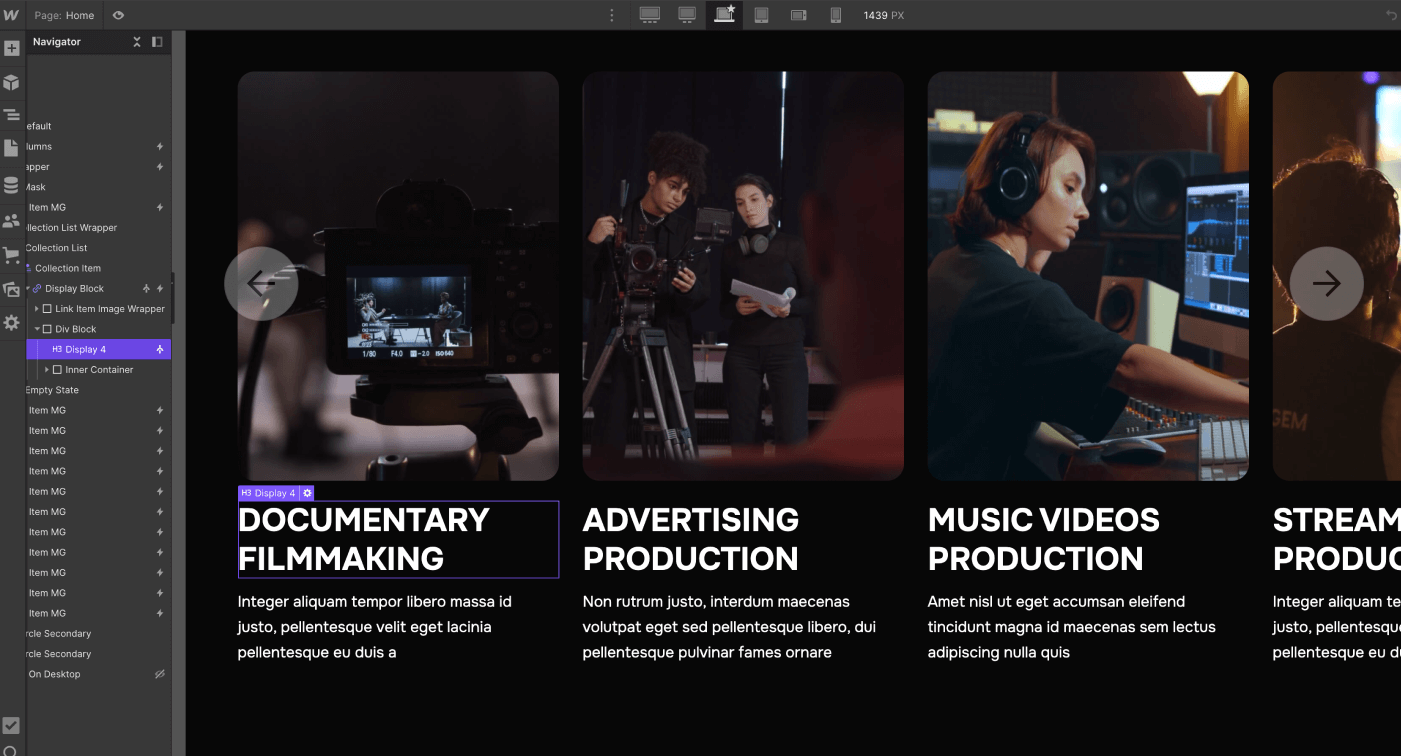 Page: Home
1439 PX
Navigator
efault
lumns
apper
Mask
Item MG
llection List Wrapper
Collection List
Collection Item
Display Block
Link Item Image Wrapper
Div Block
H3 Display 4
Inner Container
Empty State
Item MG
Item MG
Item MG
Item MG
Item MG
Item MG
Item MG
Item MG
Item MG
Item MG
Item MG
rcle Secondary
rcle Secondary
On Desktop
1/80 F4.0 -2.0 ISO 640
GEM
H3 Display 4
DOCUMENTARY
FILMMAKING
Integer aliquam tempor libero massa id
justo, pellentesque velit eget lacinia
pellentesque eu duis a
ADVERTISING
PRODUCTION
Non rutrum justo, interdum maecenas
volutpat eget sed pellentesque libero, dui
pellentesque pulvinar fames ornare
MUSIC VIDEOS
PRODUCTION
Amet nisl ut eget accumsan eleifend
tincidunt magna id maecenas sem lectus
adipiscing nulla quis
STREAM
PRODUC
Integer aliquam te
justo, pellentesque
pellentesque eu du